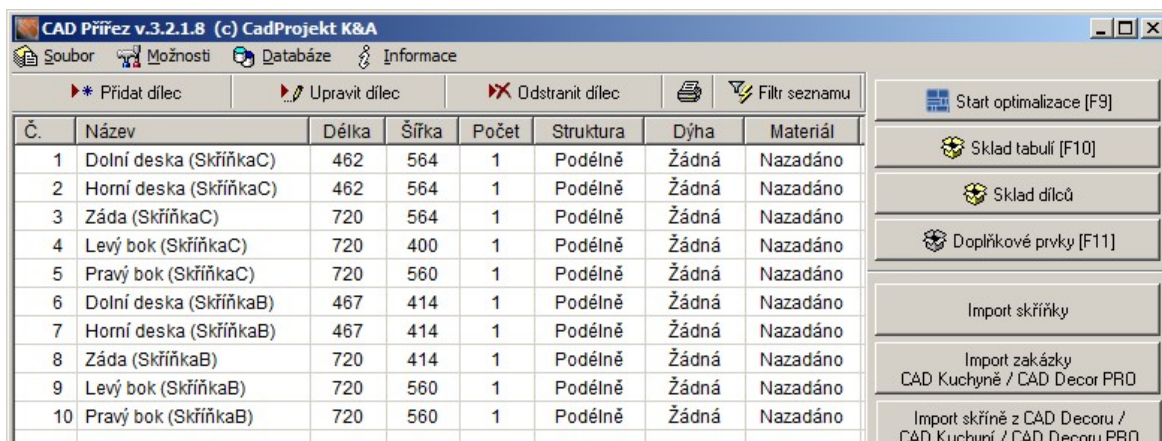 CAD Přířez v.3.2.1.8 (c) CadProjekt K&A
Soubor Možnosti Databáze Informace
Přidat dílec Upravit dílec Odstranit dílec Filtr seznamu
Č. Název Délka Šířka Počet Struktura Dýha Materiál
1 Dolní deska (SkříňkaC) 462 564 1 Podélně Žádná Nazadáno
2 Horní deska (SkříňkaC) 462 564 1 Podélně Žádná Nazadáno
3 Záda (SkříňkaC) 720 564 1 Podélně Žádná Nazadáno
4 Levý bok (SkříňkaC) 720 400 1 Podélně Žádná Nazadáno
5 Pravý bok (SkříňkaC) 720 560 1 Podélně Žádná Nazadáno
6 Dolní deska (SkříňkaB) 467 414 1 Podélně Žádná Nazadáno
7 Horní deska (SkříňkaB) 467 414 1 Podélně Žádná Nazadáno
8 Záda (SkříňkaB) 720 414 1 Podélně Žádná Nazadáno
9 Levý bok (SkříňkaB) 720 560 1 Podélně Žádná Nazadáno
10 Pravý bok (SkříňkaB) 720 560 1 Podélně Žádná Nazadáno
Start optimalizace [F9]
Sklad tabulí [F10]
Sklad dílců
Doplňkové prvky [F11]
Import skříňky
Import zakázky
CAD Kuchyně / CAD Decor PRO
Import skříně z CAD Decoru /
CAD Kuchyní / CAD Decoru PRO